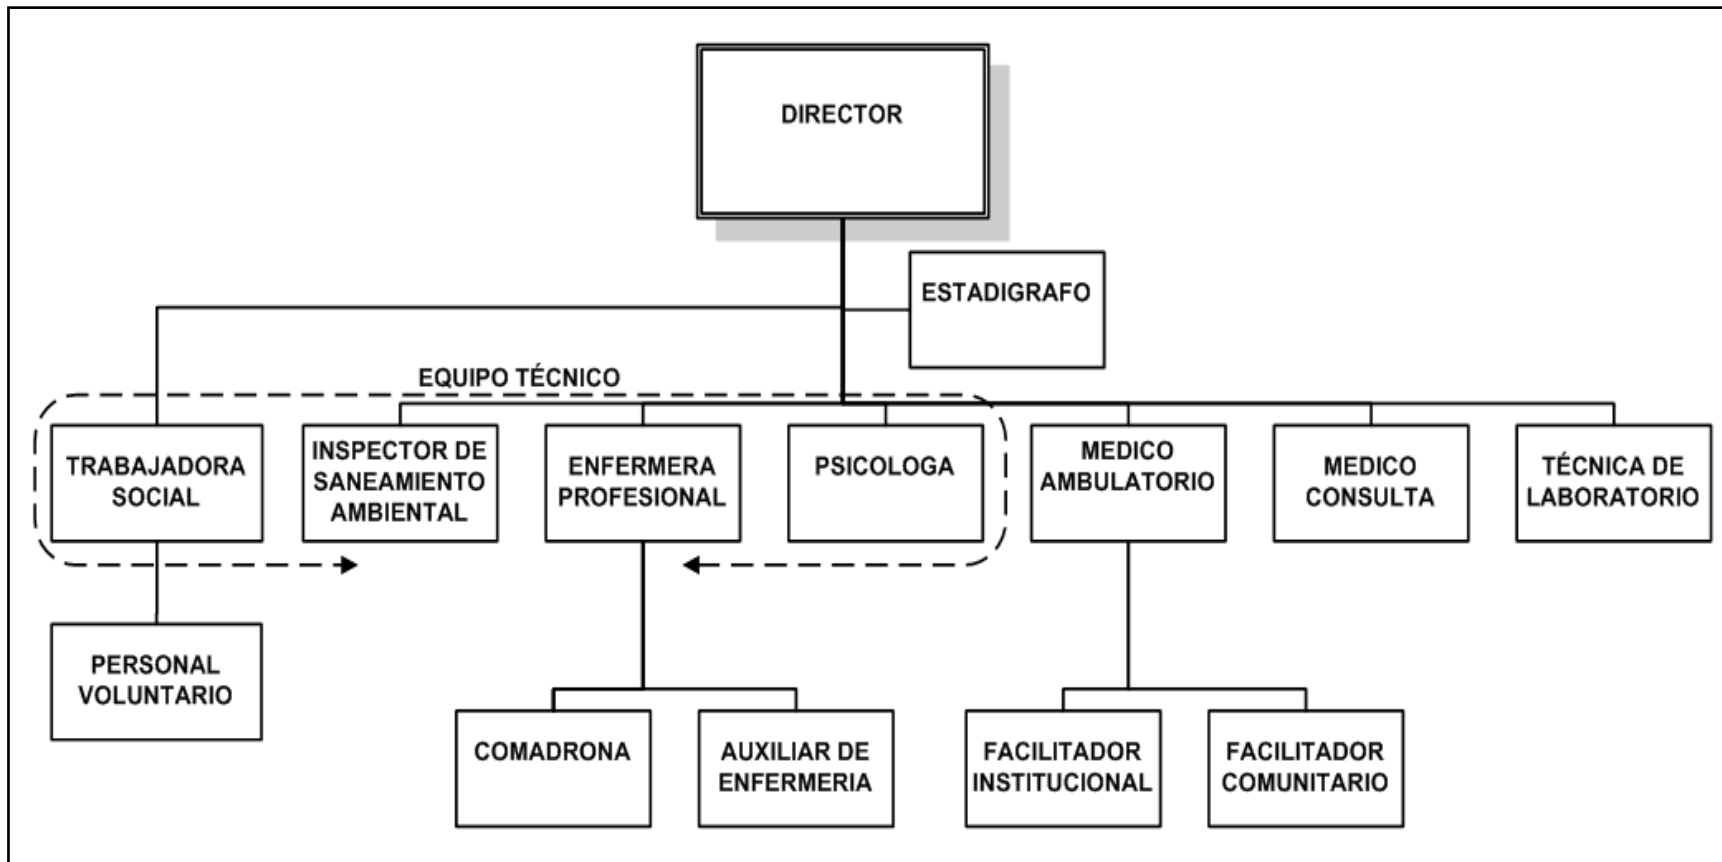 DIRECTOR
ESTADIGRAFO
EQUIPO TÉCNICO
TRABAJADORA
SOCIAL
INSPECTOR DE
SANEAMIENTO
AMBIENTAL
ENFERMERA
PROFESIONAL
PSICOLOGA
MEDICO
AMBULATORIO
MEDICO
CONSULTA
TÉCNICA DE
LABORATORIO
PERSONAL
VOLUNTARIO
COMADRONA
AUXILIAR DE
ENFERMERIA
FACILITADOR
INSTITUCIONAL
FACILITADOR
COMUNITARIO